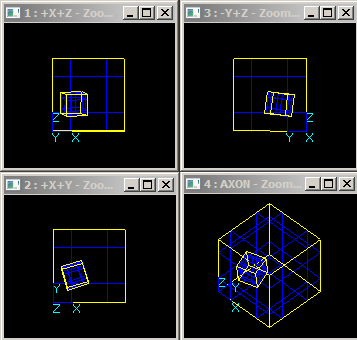 1: +X+Z - Zoo...
Z
Y X
3: -Y+Z - Zoom...
Z
Y X
2: +X+Y - Zoo...
Y
Z X
4: AXON - Zoom...
Z Y
X